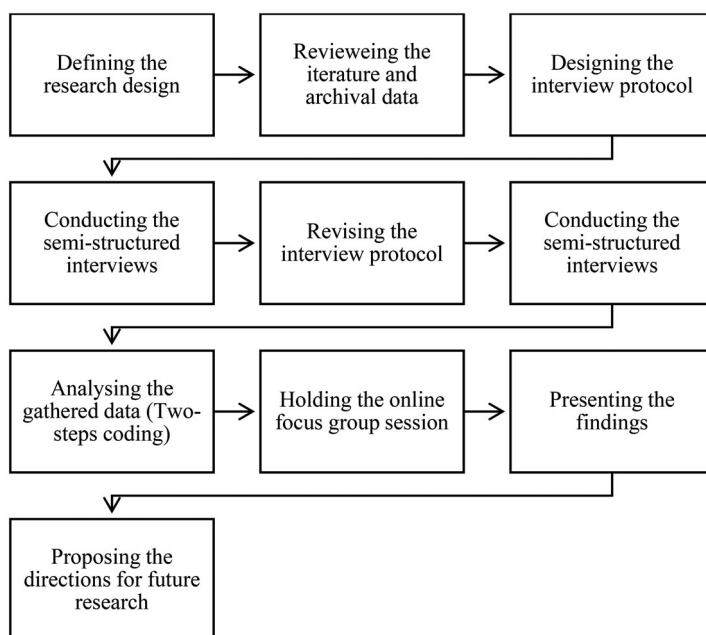 Defining the
research design
Revieweing the
iterature and
archival data
Designing the
interview protocol
Conducting the
semi-structured
interviews
Revising the
interview protocol
Conducting the
semi-structured
interviews
Analysing the
gathered data (Two-
steps coding)
Holding the online
focus group session
Presenting the
findings
Proposing the
directions for future
research